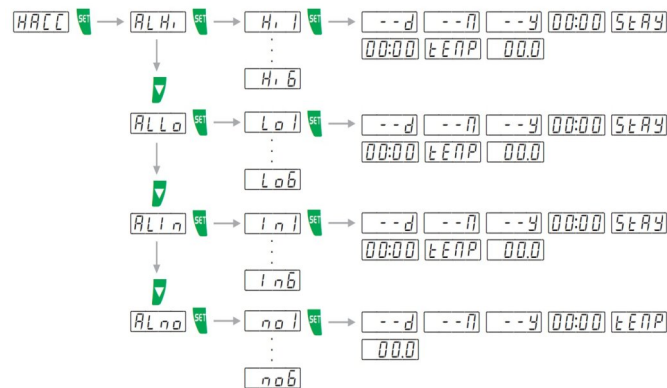 HACC SET ALHi SET Hi1 SET --d --M --y 00:00 StAy
00:00 tEMP 00.0
Hi6
ALLo SET Lo1 SET --d --M --y 00:00 StAy
00:00 tEMP 00.0
Lo6
ALIn SET In1 SET --d --M --y 00:00 StAy
00:00 tEMP 00.0
In6
ALno SET no1 SET --d --M --y 00:00 tEMP
00.0
no6